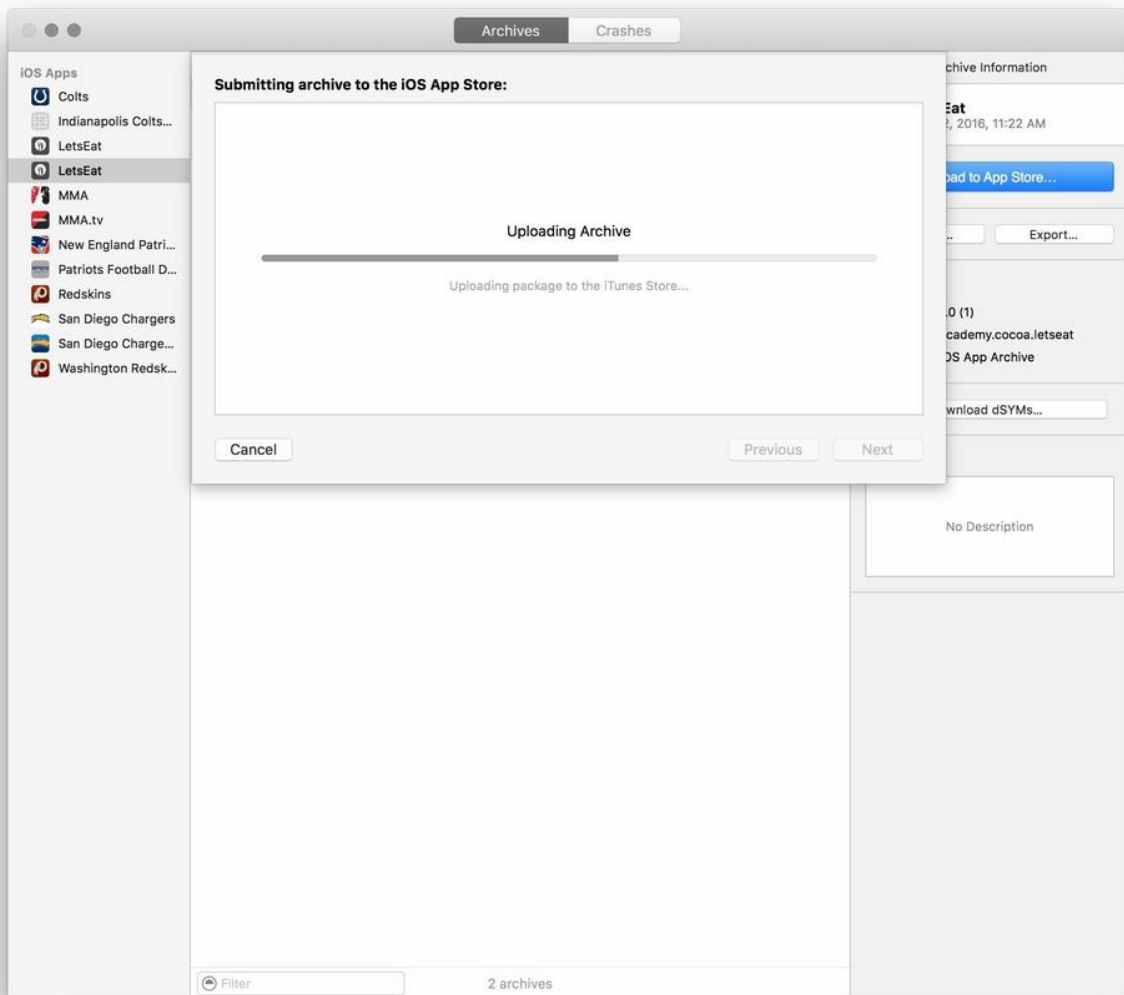 Archives
Crashes
iOS Apps
Colts
Indianapolis Colts...
LetsEat
LetsEat
MMA
MMA.tv
New England Patri...
Patriots Football D...
Redskins
San Diego Chargers
San Diego Charge...
Washington Redsk...
Submitting archive to the iOS App Store:
Uploading Archive
Uploading package to the iTunes Store...
Cancel
Previous
Next
chive Information
Eat
2, 2016, 11:22 AM
oad to App Store...
..
Export...
.0 (1)
cademy.cocoa.letseat
OS App Archive
wnload dSYMs...
No Description
Filter
2 archives